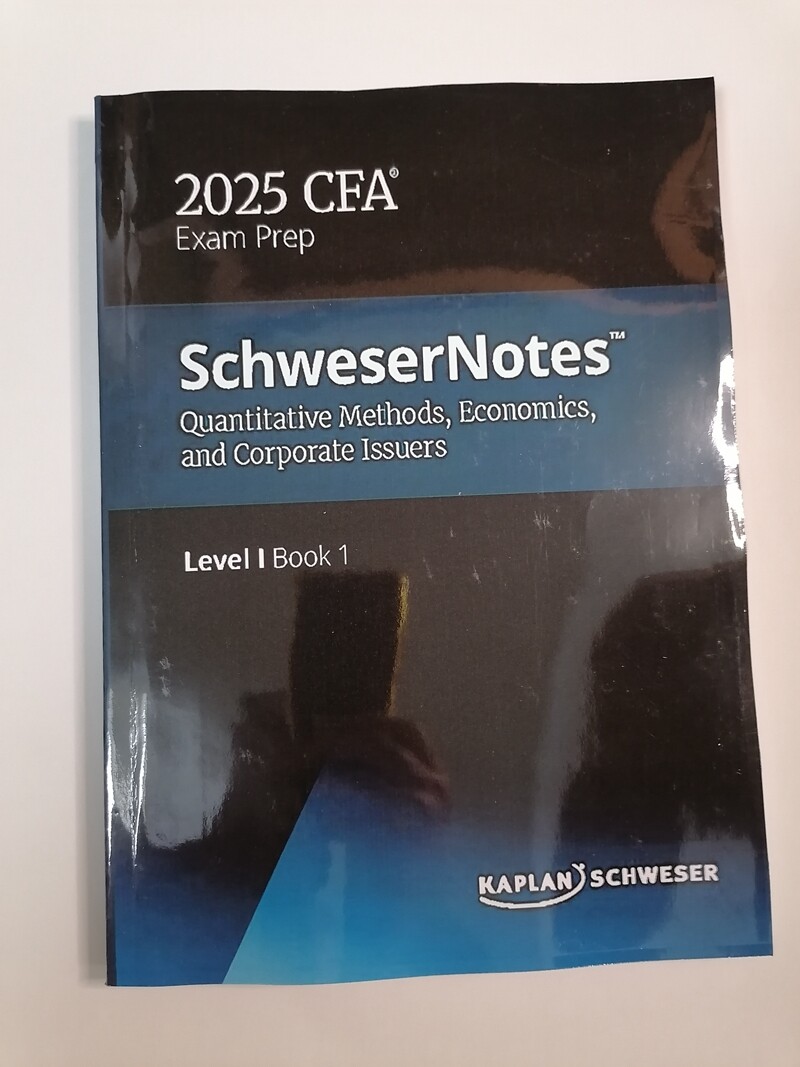 2025 CFA®
Exam Prep
SchweserNotes™
Quantitative Methods, Economics,
and Corporate Issuers
Level I Book 1
KAPLAN SCHWESER